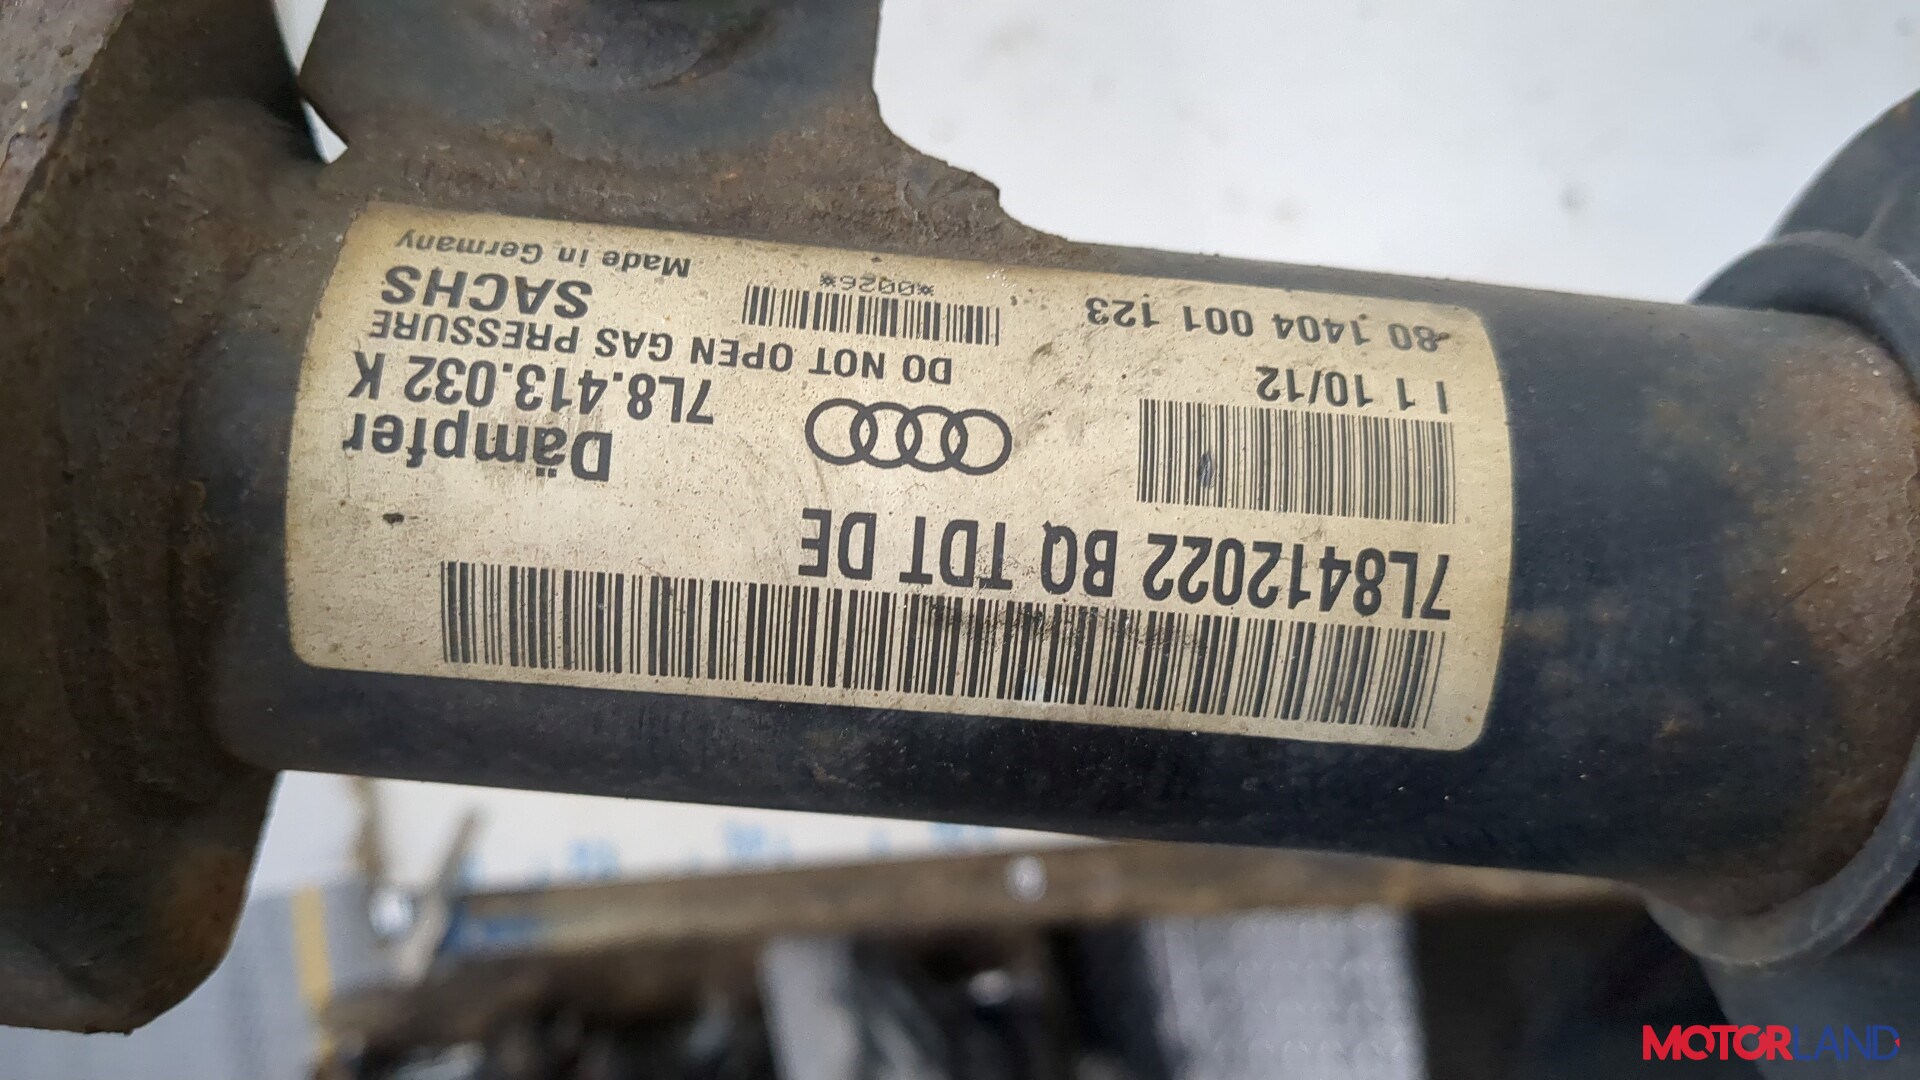 7L8412022 BQ TDT DE
Dämpfer
7L8.413.032 K
DO NOT OPEN GAS PRESSURE
SACHS
Made in Germany
*0026*
I 1 10/12
80 1404 001 123
MOTORLAND